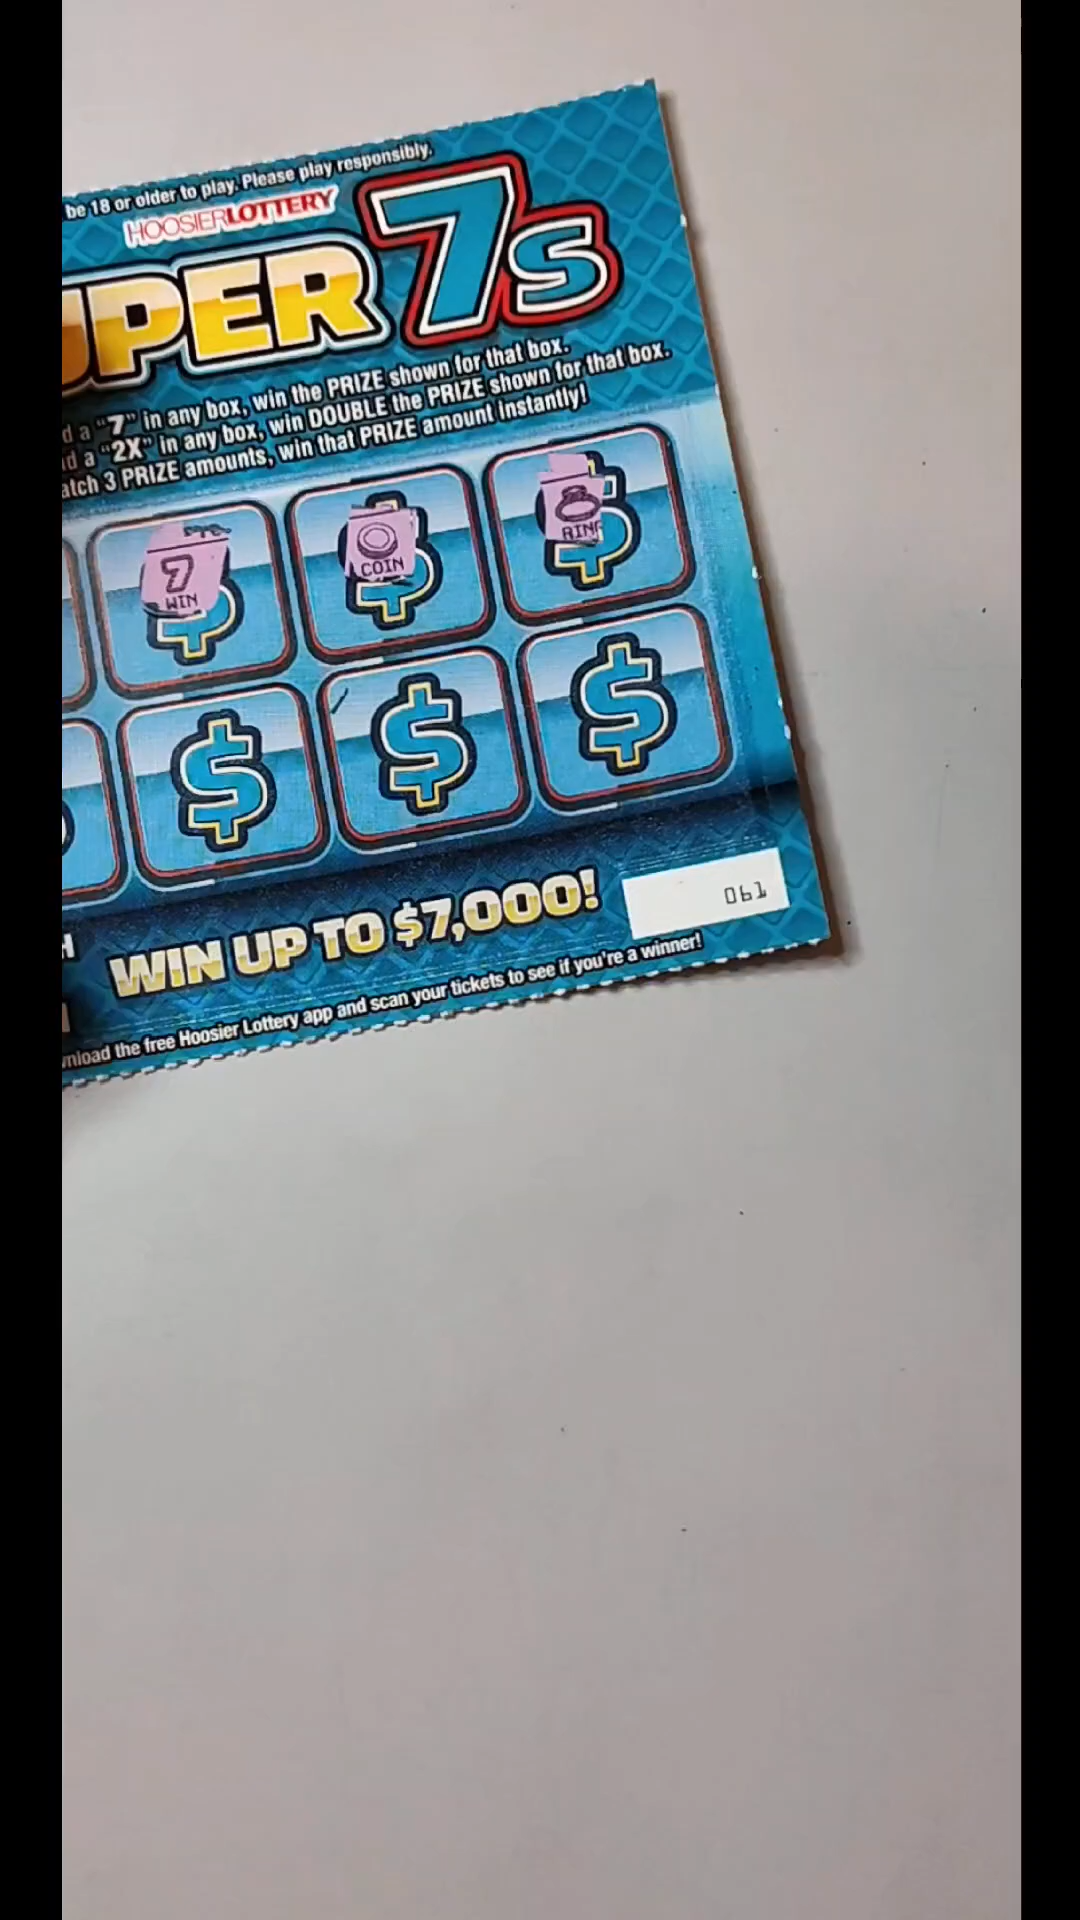 be 18 or older to play. Please play responsibly.
HOOSIERLOTTERY
UPER 7s
d a "7" in any box, win the PRIZE shown for that box.
d a "2X" in any box, win DOUBLE the PRIZE shown for that box.
atch 3 PRIZE amounts, win that PRIZE amount instantly!
7
WIN
COIN
RING
WIN UP TO $7,000!
061
nload the free Hoosier Lottery app and scan your tickets to see if you're a winner!